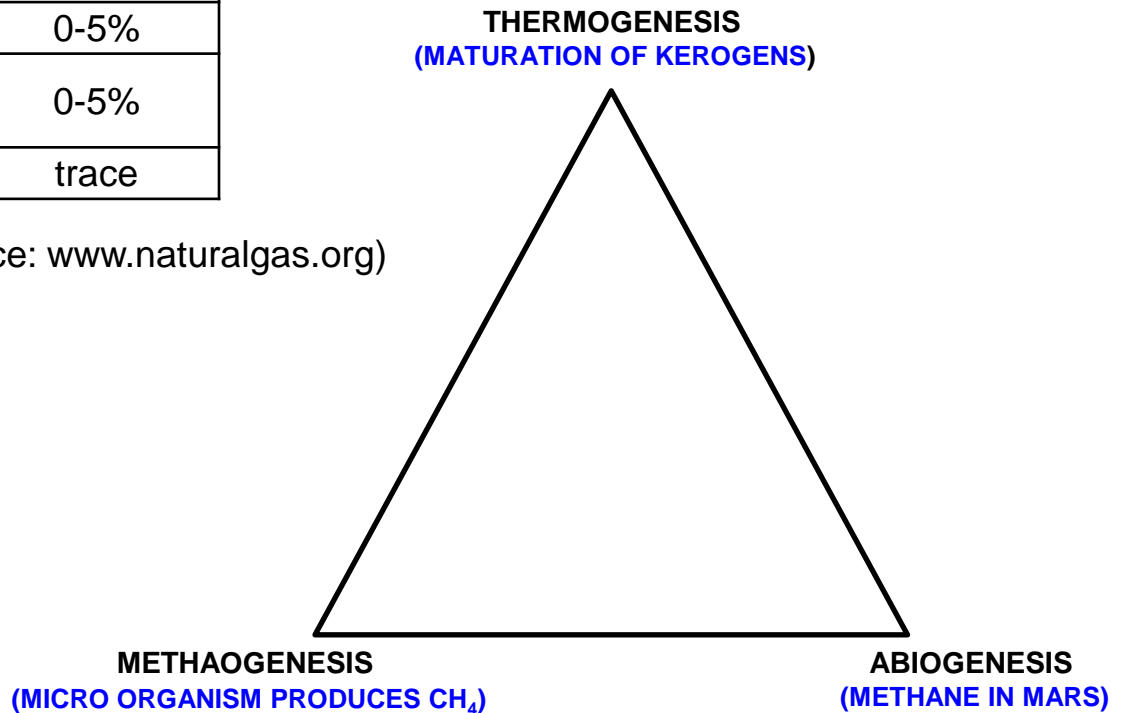 0-5%
0-5%
trace
ce: www.naturalgas.org)
THERMOGENESIS
(MATURATION OF KEROGENS)
METHAOGENESIS
(MICRO ORGANISM PRODUCES CH₄)
ABIOGENESIS
(METHANE IN MARS)